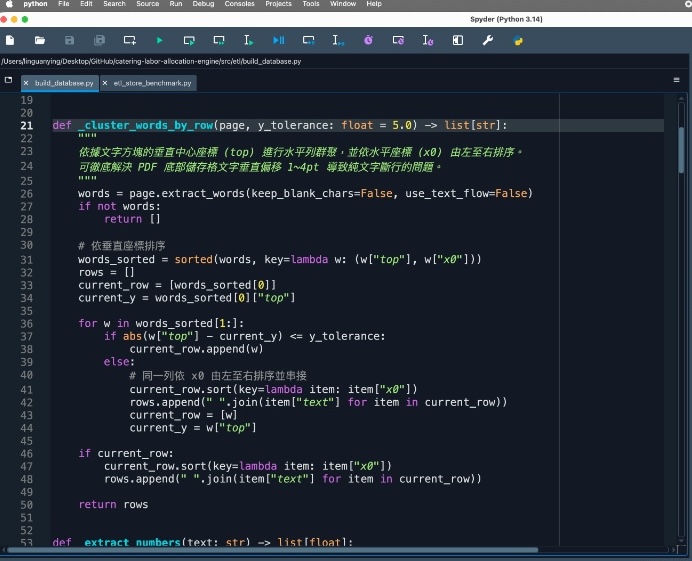 python File Edit Search Source Run Debug Consoles Projects Tools Window Help
Spyder (Python 3.14)
/Users/linguanying/Desktop/GitHub/catering-labor-allocation-engine/src/etl/build_database.py
build_database.py etl_store_benchmark.py
19
20
21 def _cluster_words_by_row(page, y_tolerance: float = 5.0) -> list[str]:
22 """
23 依據文字方塊的垂直中心座標 (top) 進行水平列群聚，並依水平座標 (x0) 由左至右排序。
24 可徹底解決 PDF 底部儲存格文字垂直偏移 1~4pt 導致純文字斷行的問題。
25 """
26 words = page.extract_words(keep_blank_chars=False, use_text_flow=False)
27 if not words:
28 return []
29
30 # 依垂直座標排序
31 words_sorted = sorted(words, key=lambda w: (w["top"], w["x0"]))
32 rows = []
33 current_row = [words_sorted[0]]
34 current_y = words_sorted[0]["top"]
35
36 for w in words_sorted[1:]:
37 if abs(w["top"] - current_y) <= y_tolerance:
38 current_row.append(w)
39 else:
40 # 同一列依 x0 由左至右排序並串接
41 current_row.sort(key=lambda item: item["x0"])
42 rows.append(" ".join(item["text"] for item in current_row))
43 current_row = [w]
44 current_y = w["top"]
45
46 if current_row:
47 current_row.sort(key=lambda item: item["x0"])
48 rows.append(" ".join(item["text"] for item in current_row))
49
50 return rows
51
52
53 def _extract_numbers(text: str) -> list[float]: